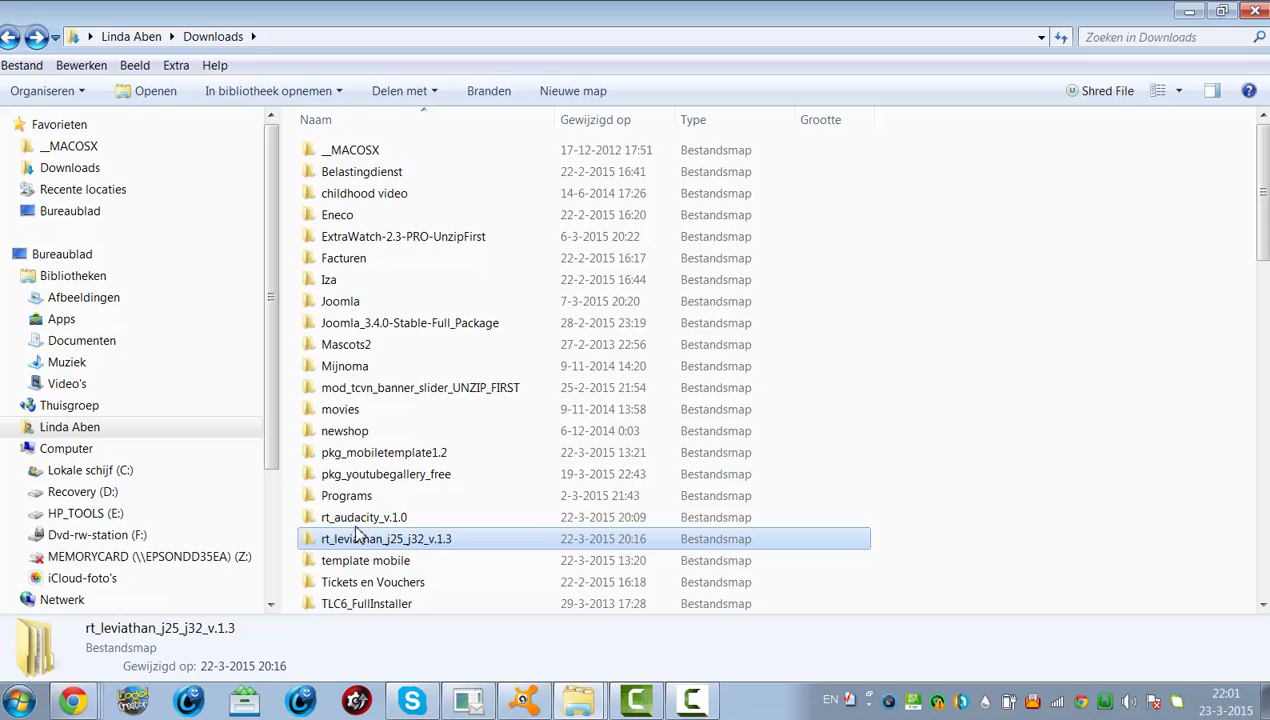 Linda Aben Downloads
Zoeken in Downloads
Bestand Bewerken Beeld Extra Help
Organiseren Openen In bibliotheek opnemen Delen met Branden Nieuwe map Shred File
Naam Gewijzigd op Type Grootte
Favorieten
__MACOSX
Downloads
Recente locaties
Bureaublad
Bureaublad
Bibliotheken
Afbeeldingen
Apps
Documenten
Muziek
Video's
Thuisgroep
Linda Aben
Computer
Lokale schijf (C:)
Recovery (D:)
HP_TOOLS (E:)
Dvd-rw-station (F:)
MEMORYCARD (\\EPSONDD35EA) (Z:)
iCloud-foto's
Netwerk
__MACOSX 17-12-2012 17:51 Bestandsmap
Belastingdienst 22-2-2015 16:41 Bestandsmap
childhood video 14-6-2014 17:26 Bestandsmap
Eneco 22-2-2015 16:20 Bestandsmap
ExtraWatch-2.3-PRO-UnzipFirst 6-3-2015 20:22 Bestandsmap
Facturen 22-2-2015 16:17 Bestandsmap
Iza 22-2-2015 16:44 Bestandsmap
Joomla 7-3-2015 20:20 Bestandsmap
Joomla_3.4.0-Stable-Full_Package 28-2-2015 23:19 Bestandsmap
Mascots2 27-2-2013 22:56 Bestandsmap
Mijnoma 9-11-2014 14:20 Bestandsmap
mod_tcvn_banner_slider_UNZIP_FIRST 25-2-2015 21:54 Bestandsmap
movies 9-11-2014 13:58 Bestandsmap
newshop 6-12-2014 0:03 Bestandsmap
pkg_mobiletemplate1.2 22-3-2015 13:21 Bestandsmap
pkg_youtubegallery_free 19-3-2015 22:43 Bestandsmap
Programs 2-3-2015 21:43 Bestandsmap
rt_audacity_v.1.0 22-3-2015 20:09 Bestandsmap
rt_leviathan_j25_j32_v.1.3 22-3-2015 20:16 Bestandsmap
template mobile 22-3-2015 13:20 Bestandsmap
Tickets en Vouchers 22-2-2015 16:18 Bestandsmap
TLC6_FullInstaller 29-3-2013 17:28 Bestandsmap
rt_leviathan_j25_j32_v.1.3
Bestandsmap
Gewijzigd op: 22-3-2015 20:16
EN
22:01
23-3-2015